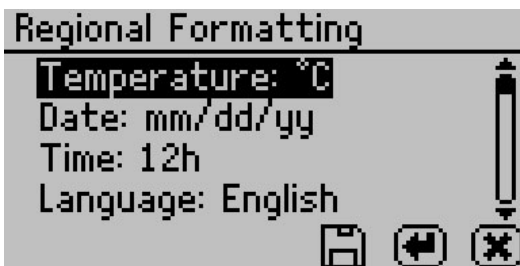 Regional Formatting
Temperature: °C
Date: mm/dd/yy
Time: 12h
Language: English